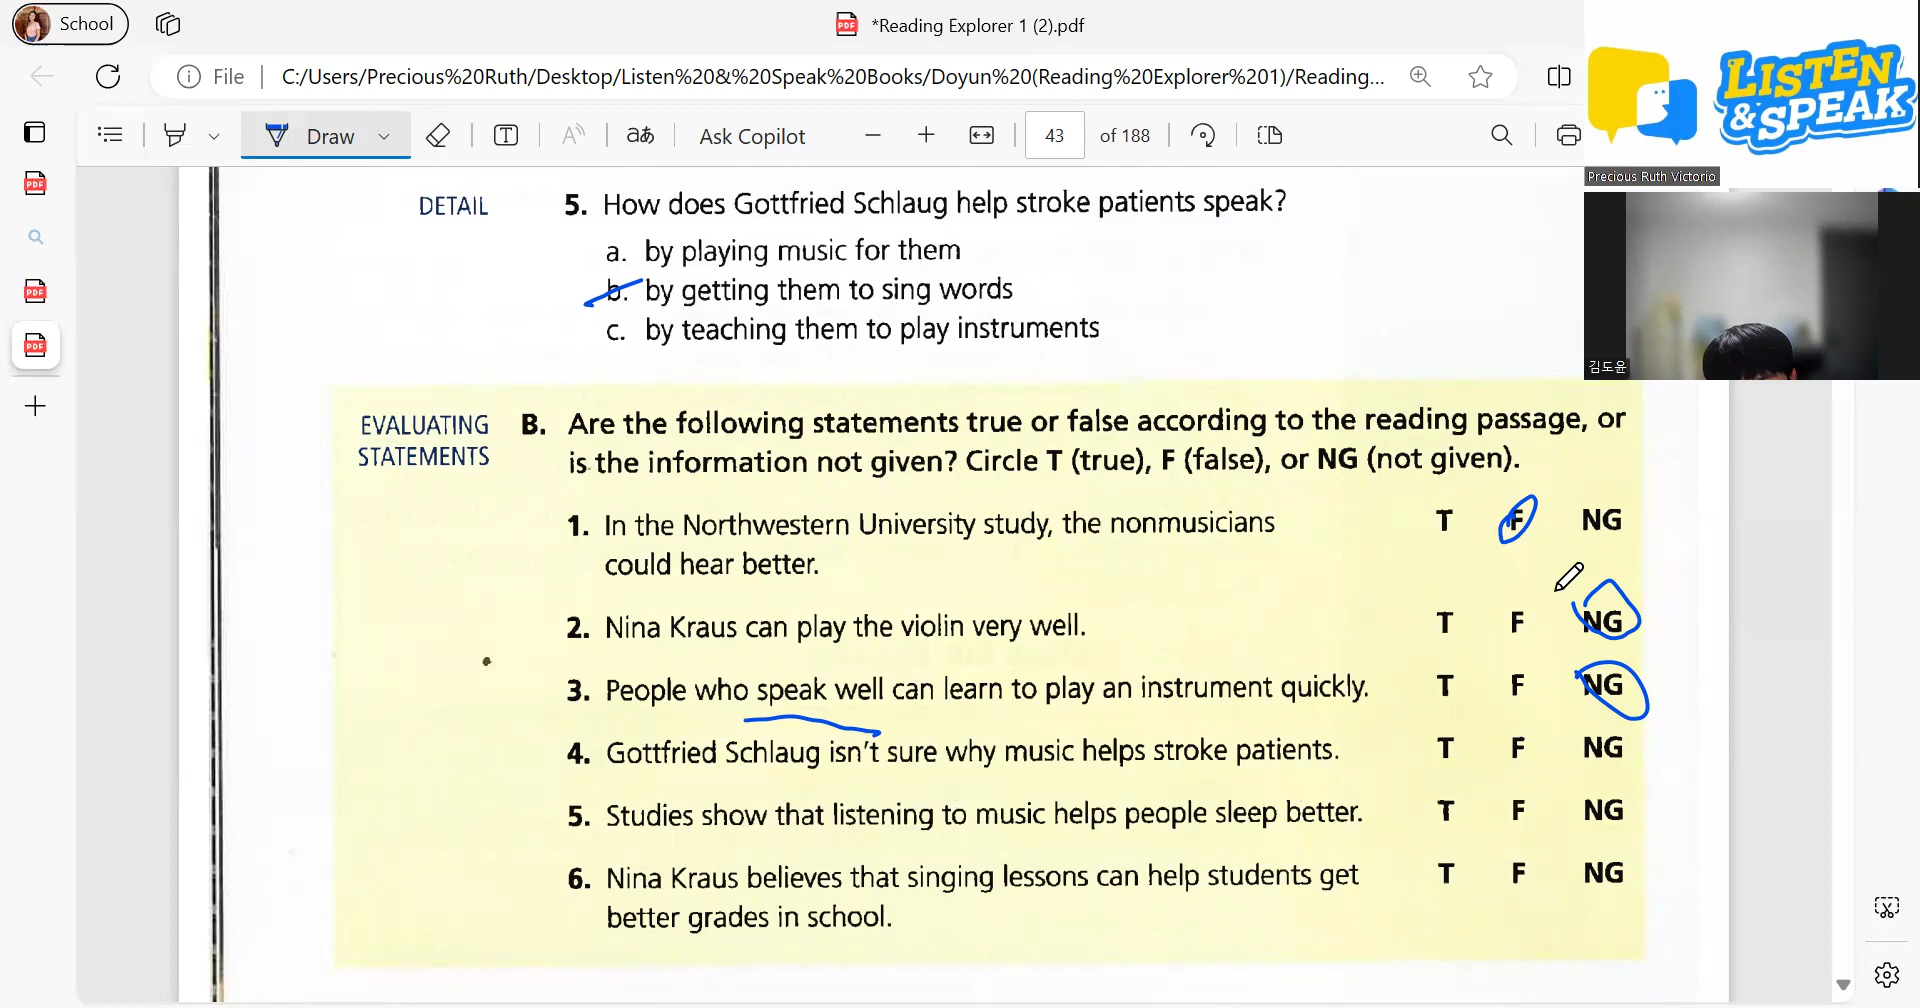 School
*Reading Explorer 1 (2).pdf
File
C:/Users/Precious%20Ruth/Desktop/Listen%20&%20Speak%20Books/Doyun%20(Reading%20Explorer%201)/Reading...
Draw
Ask Copilot
43 of 188
LISTEN
&SPEAK
Precious Ruth Victorio
김도윤
DETAIL
5. How does Gottfried Schlaug help stroke patients speak?
a. by playing music for them
b. by getting them to sing words
c. by teaching them to play instruments
EVALUATING
STATEMENTS
B. Are the following statements true or false according to the reading passage, or
is the information not given? Circle T (true), F (false), or NG (not given).
1. In the Northwestern University study, the nonmusicians T F NG
could hear better.
2. Nina Kraus can play the violin very well. T F NG
3. People who speak well can learn to play an instrument quickly. T F NG
4. Gottfried Schlaug isn't sure why music helps stroke patients. T F NG
5. Studies show that listening to music helps people sleep better. T F NG
6. Nina Kraus believes that singing lessons can help students get T F NG
better grades in school.